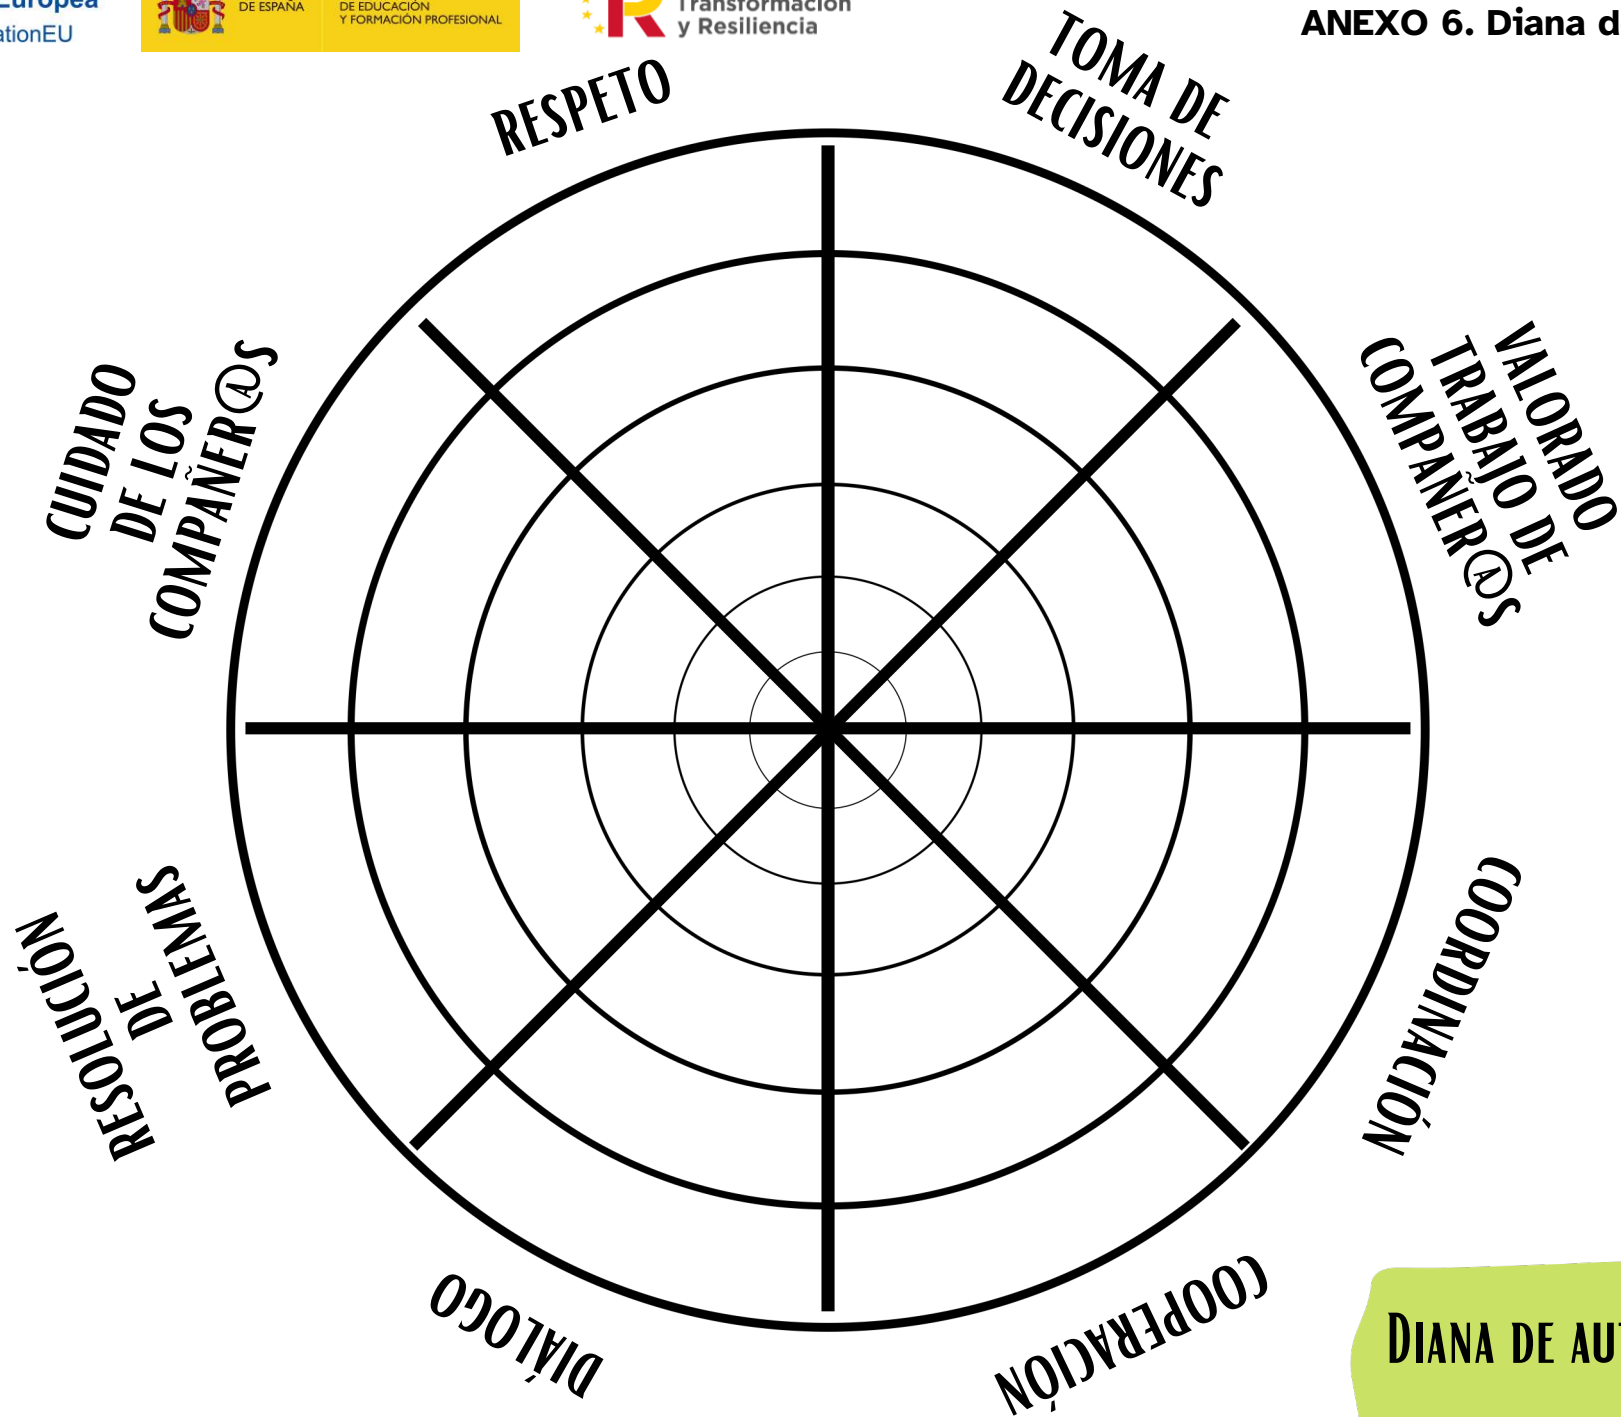 Europea
ationEU
DE ESPAÑA
DE EDUCACIÓN
Y FORMACIÓN PROFESIONAL
Transformación
y Resiliencia
ANEXO 6. Diana d
RESPETO
TOMA DE
DECISIONES
VALORADO
TRABAJO DE
COMPAÑER@S
COORDINACIÓN
COOPERACIÓN
DIÁLOGO
RESOLUCIÓN
DE
PROBLEMAS
CUIDADO
DE LOS
COMPAÑER@S
DIANA DE AU